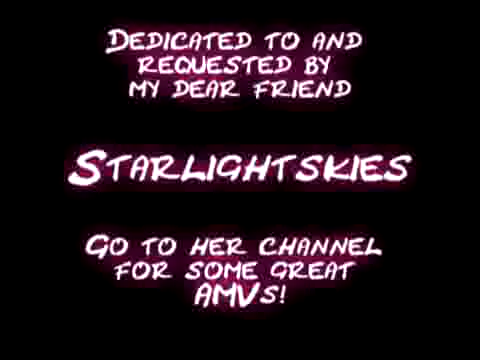 Dedicated to and
requested by
my dear friend
Starlightskies
Go to her channel
for some great
AMVs!